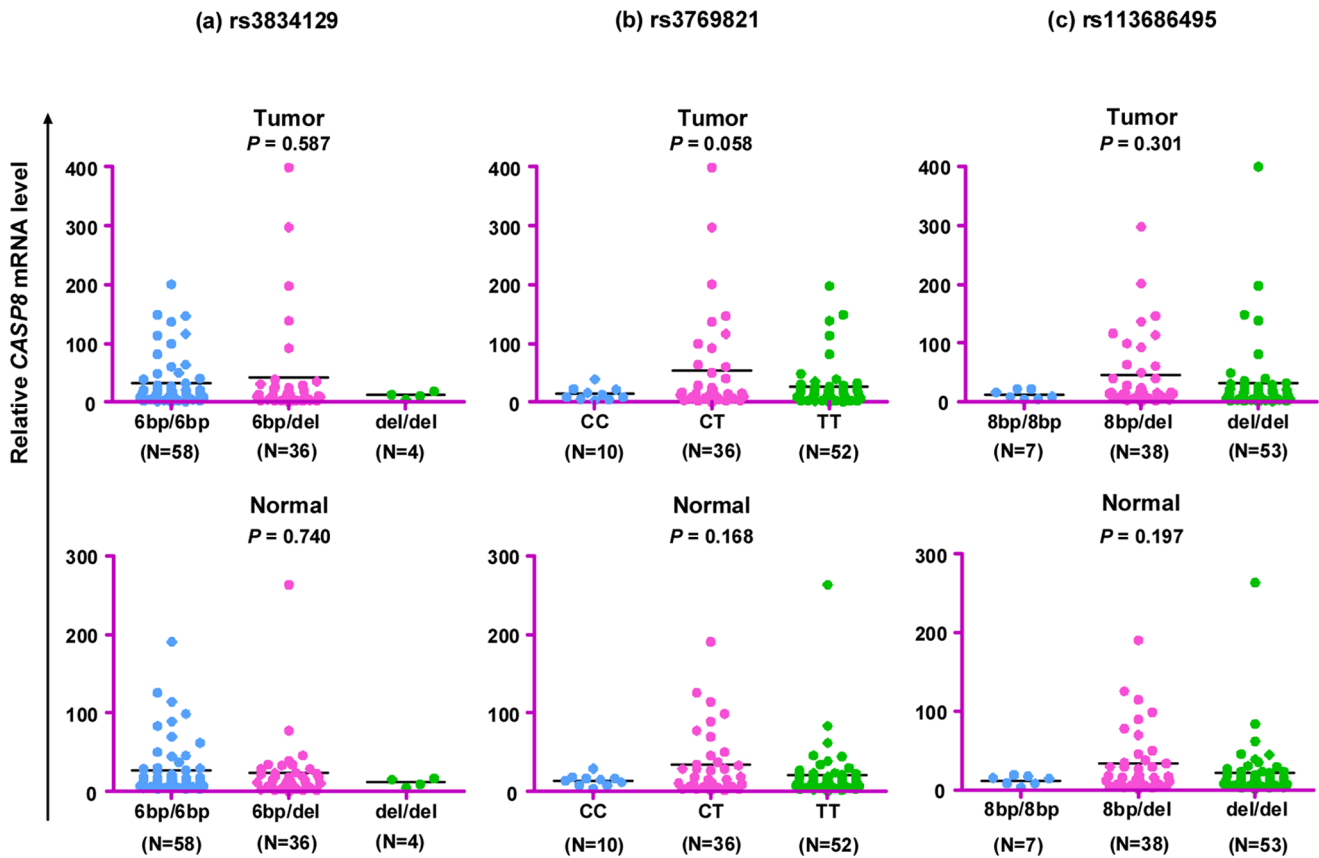 (a) rs3834129
(b) rs3769821
(c) rs113686495
Relative CASP8 mRNA level
Tumor
P = 0.587
400
300
200
100
0
6bp/6bp
6bp/del
del/del
(N=58)
(N=36)
(N=4)
Tumor
P = 0.058
400
300
200
100
0
CC
CT
TT
(N=10)
(N=36)
(N=52)
Tumor
P = 0.301
400
300
200
100
0
8bp/8bp
8bp/del
del/del
(N=7)
(N=38)
(N=53)
Normal
P = 0.740
300
200
100
0
6bp/6bp
6bp/del
del/del
(N=58)
(N=36)
(N=4)
Normal
P = 0.168
300
200
100
0
CC
CT
TT
(N=10)
(N=36)
(N=52)
Normal
P = 0.197
300
200
100
0
8bp/8bp
8bp/del
del/del
(N=7)
(N=38)
(N=53)